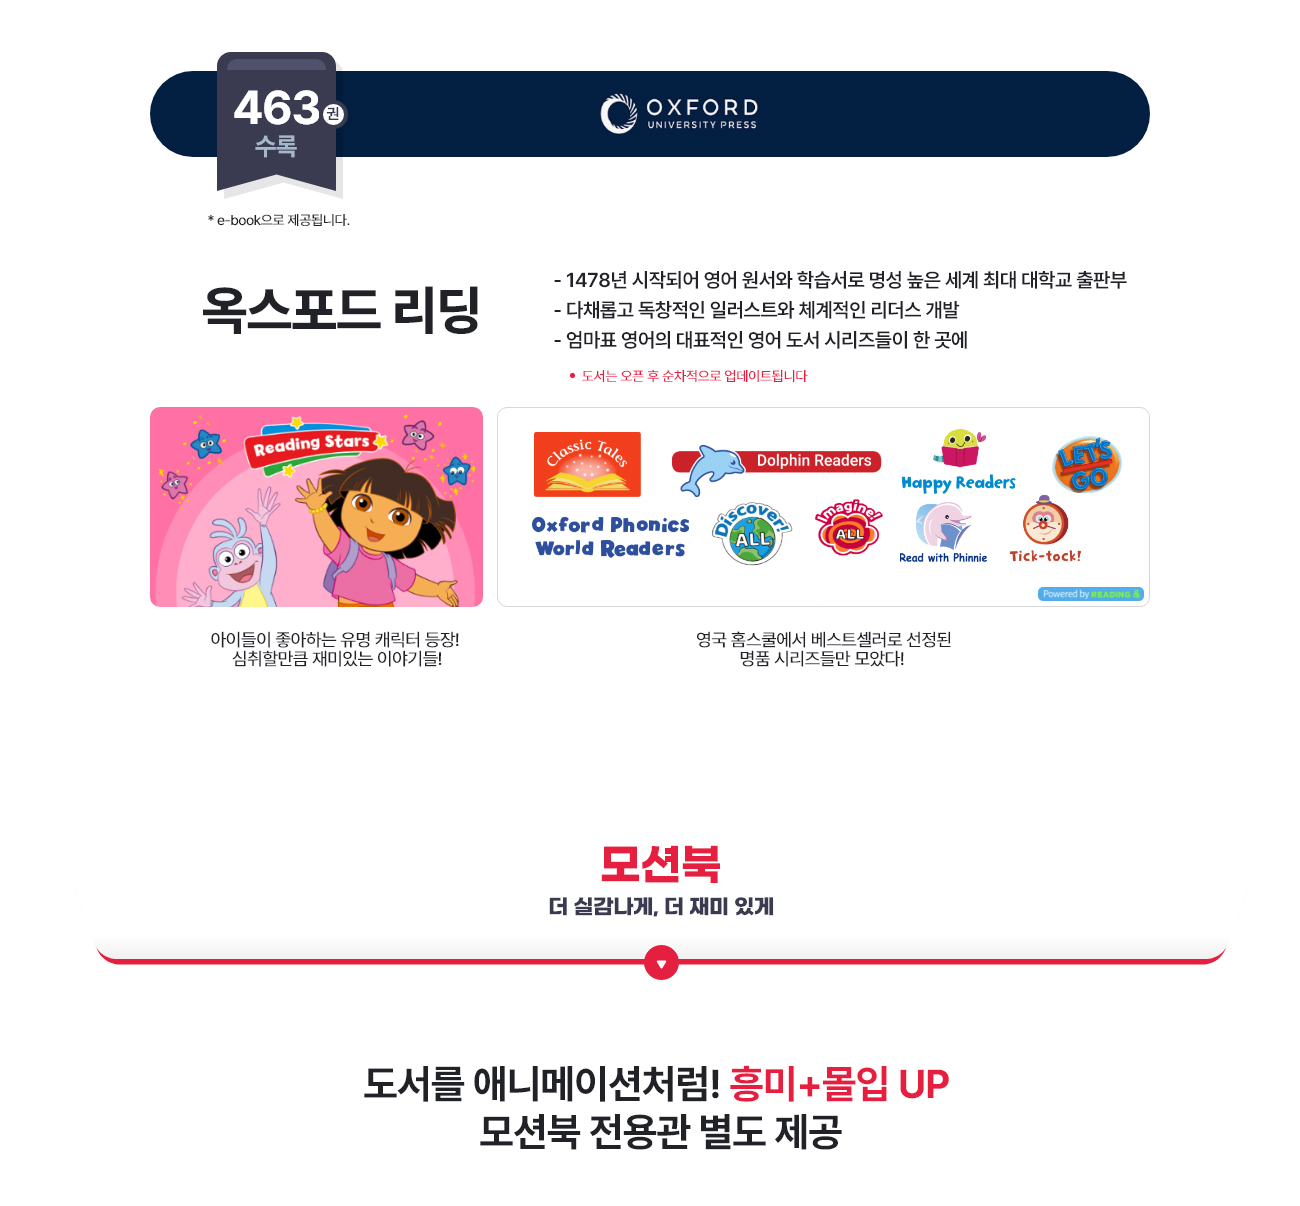 463권
수록
OXFORD
UNIVERSITY PRESS
* e-book으로 제공됩니다.
옥스포드 리딩
- 1478년 시작되어 영어 원서와 학습서로 명성 높은 세계 최대 대학교 출판부
- 다채롭고 독창적인 일러스트와 체계적인 리더스 개발
- 엄마표 영어의 대표적인 영어 도서 시리즈들이 한 곳에
• 도서는 오픈 후 순차적으로 업데이트됩니다
Reading Stars
Classic Tales
Dolphin Readers
Happy Readers
LET'S
GO
Oxford Phonics
World Readers
Discover!
ALL
Imagine!
ALL
Read with Phinnie
Tick-tock!
Powered by READING &
아이들이 좋아하는 유명 캐릭터 등장!
심취할만큼 재미있는 이야기들!
영국 홈스쿨에서 베스트셀러로 선정된
명품 시리즈들만 모았다!
모션북
더 실감나게, 더 재미 있게
도서를 애니메이션처럼! 흥미+몰입 UP
모션북 전용관 별도 제공